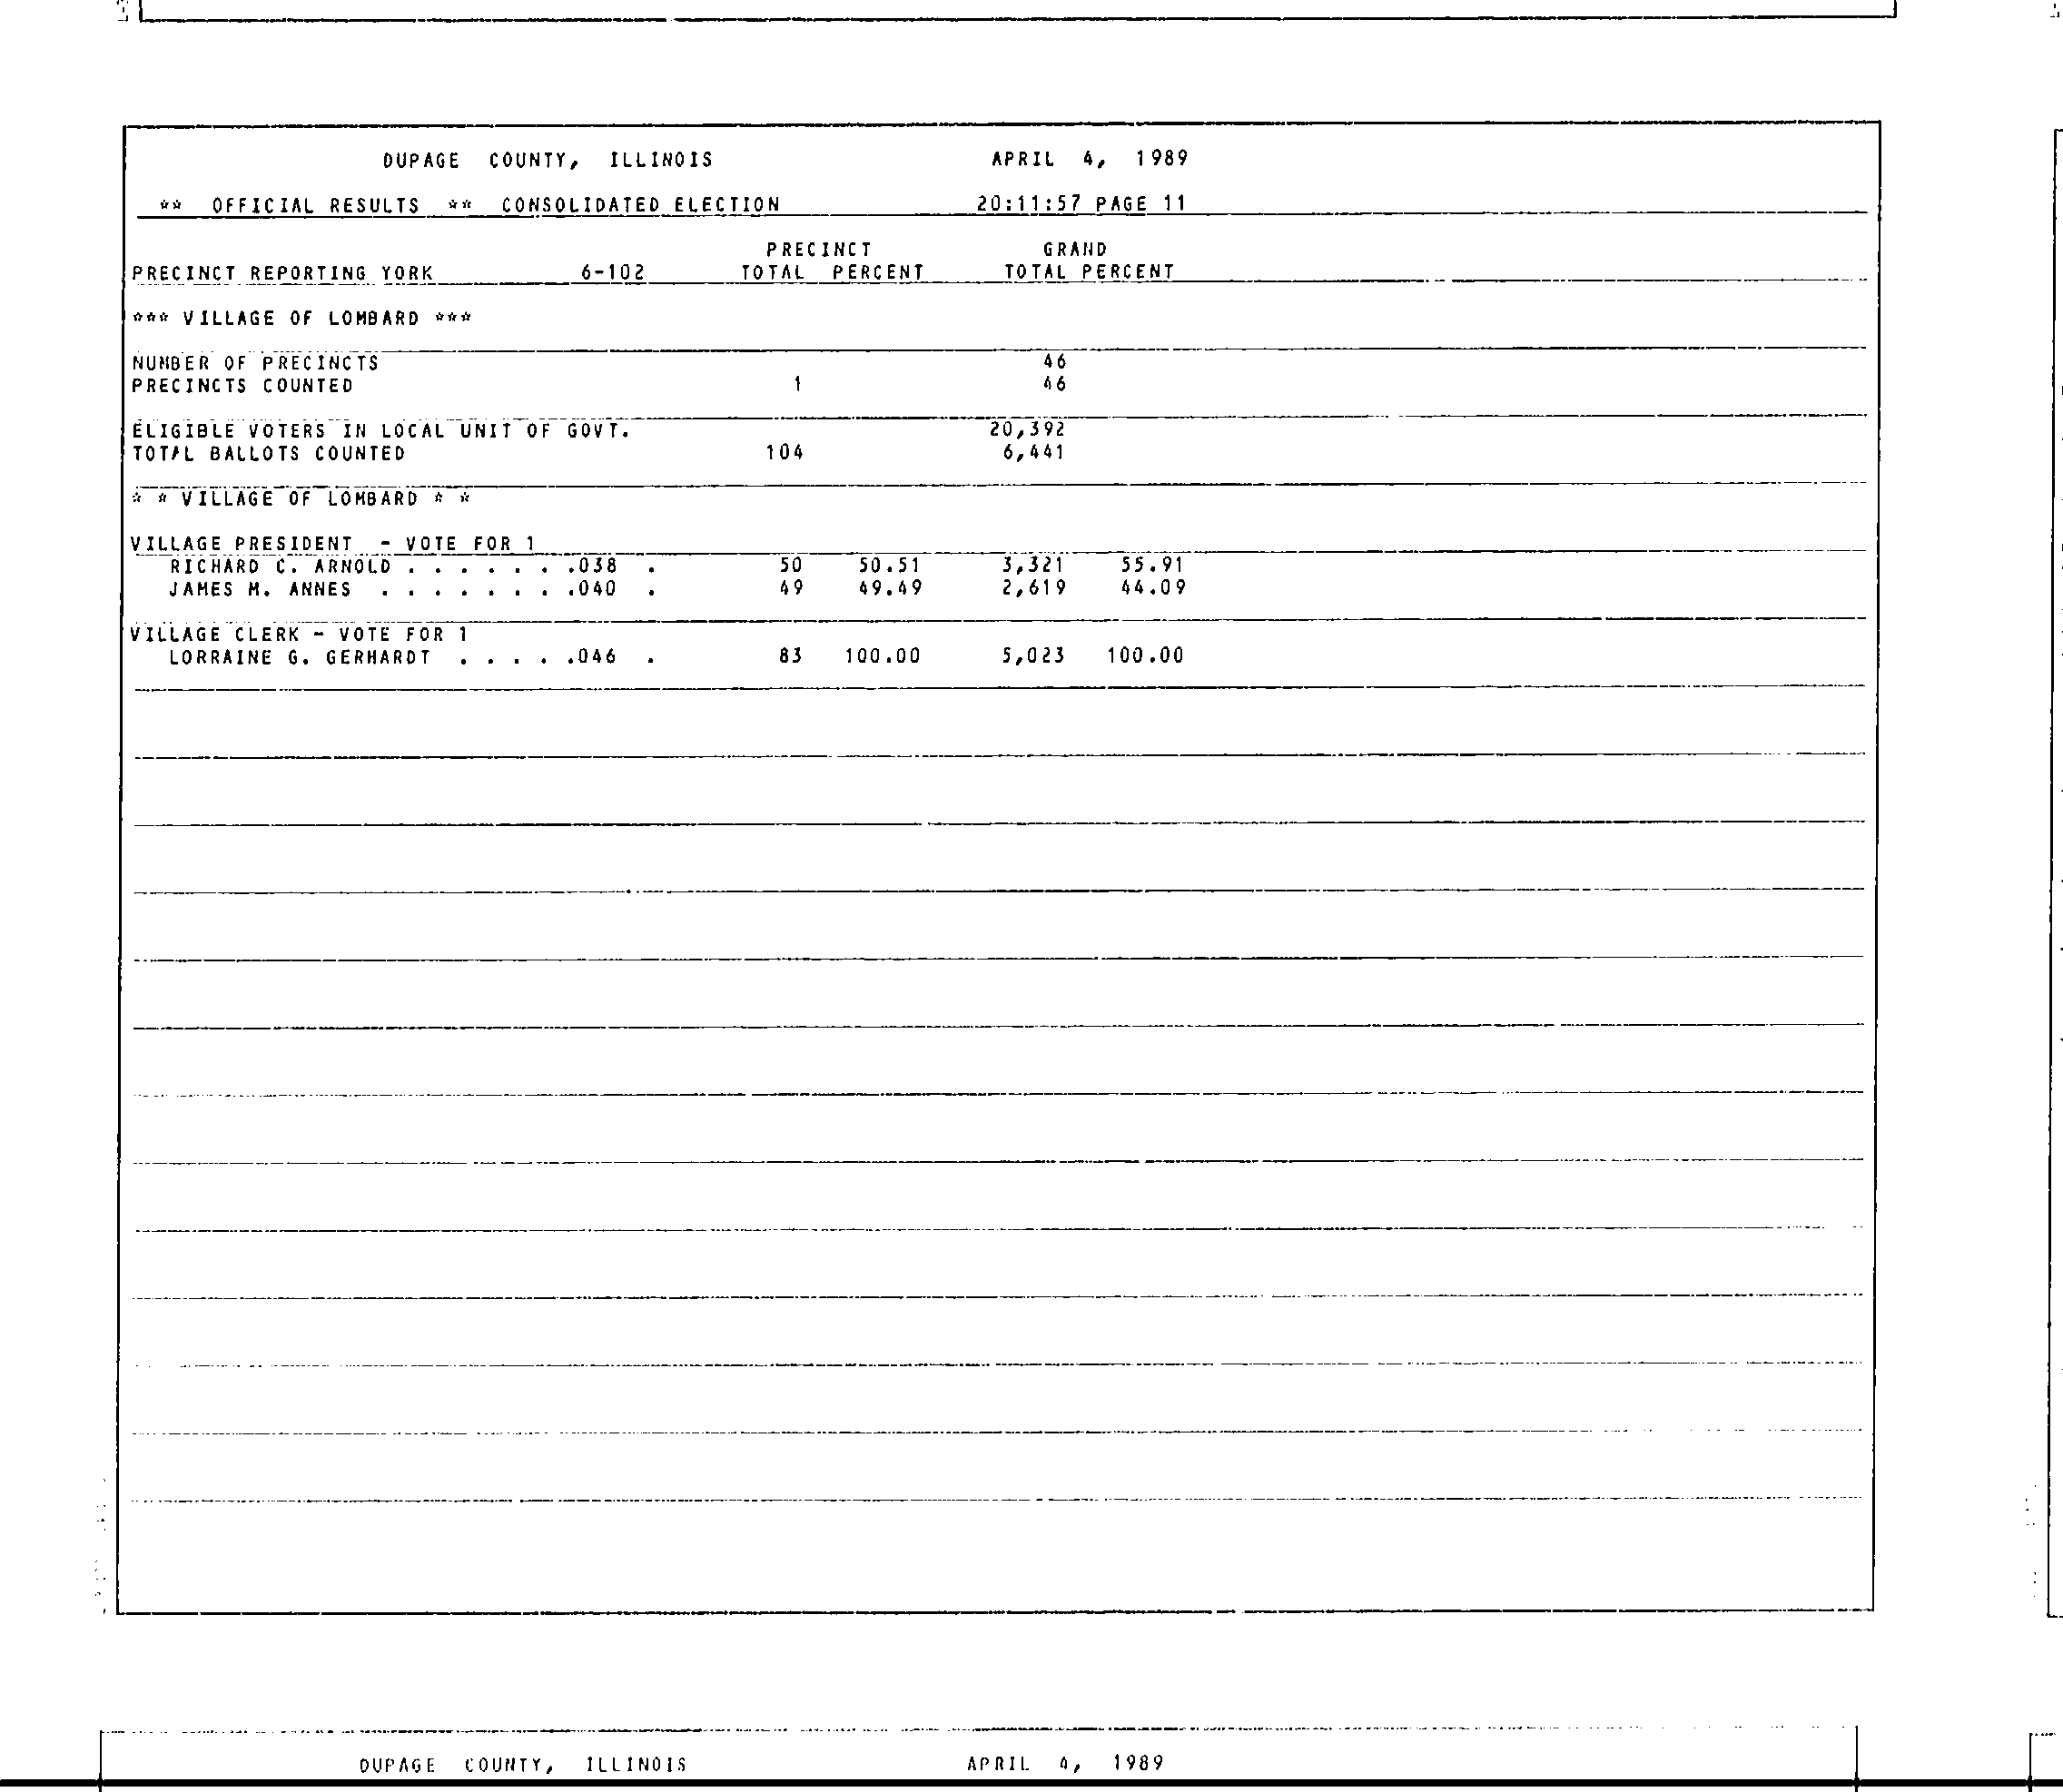 DUPAGE COUNTY, ILLINOIS APRIL 4, 1989
** OFFICIAL RESULTS ** CONSOLIDATED ELECTION 20:11:57 PAGE 11
PRECINCT GRAND
PRECINCT REPORTING YORK 6-102 TOTAL PERCENT TOTAL PERCENT
*** VILLAGE OF LOMBARD ***
NUMBER OF PRECINCTS 46
PRECINCTS COUNTED 1 46
ELIGIBLE VOTERS IN LOCAL UNIT OF GOVT. 20,392
TOTAL BALLOTS COUNTED 104 6,441
* * VILLAGE OF LOMBARD * *
VILLAGE PRESIDENT - VOTE FOR 1
RICHARD C. ARNOLD . . . . . . .038 . 50 50.51 3,321 55.91
JAMES M. ANNES . . . . . . . .040 . 49 49.49 2,619 44.09
VILLAGE CLERK - VOTE FOR 1
LORRAINE G. GERHARDT . . . . .046 . 83 100.00 5,023 100.00
DUPAGE COUNTY, ILLINOIS APRIL 4, 1989